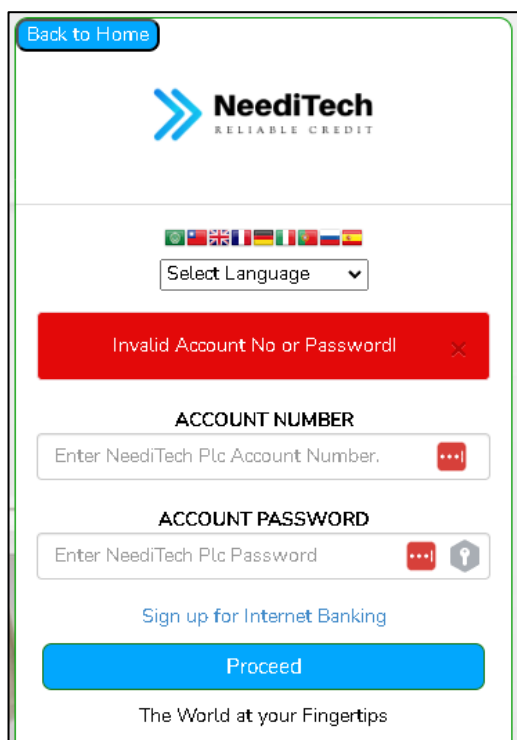 Back to Home
NeediTech
RELIABLE CREDIT
Select Language
Invalid Account No or Password!
×
ACCOUNT NUMBER
Enter NeediTech Plc Account Number.
ACCOUNT PASSWORD
Enter NeediTech Plc Password
Sign up for Internet Banking
Proceed
The World at your Fingertips